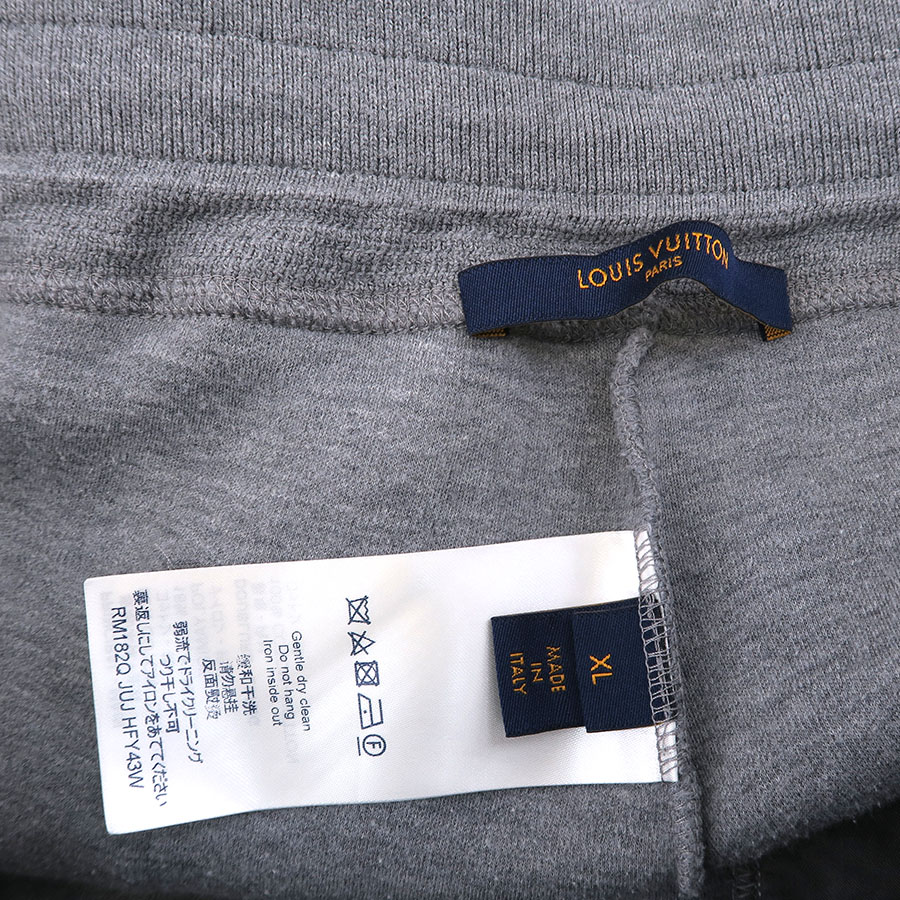 LOUIS VUITTON
PARIS
XL
MADE
IN
ITALY
Gentle dry clean
Do not hang
Iron inside out
缓和干洗
请勿悬挂
反面熨烫
弱流でドライクリーニング
つり干し不可
裏返しにしてアイロンをあててください
RM182Q JUJ HFY43W